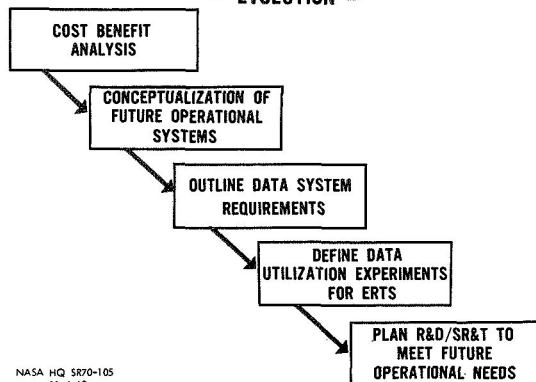 EVOLUTION
COST BENEFIT
ANALYSIS
CONCEPTUALIZATION OF
FUTURE OPERATIONAL
SYSTEMS
OUTLINE DATA SYSTEM
REQUIREMENTS
DEFINE DATA
UTILIZATION EXPERIMENTS
FOR ERTS
PLAN R&D/SR&T TO
MEET FUTURE
OPERATIONAL NEEDS
NASA HQ SR70-105